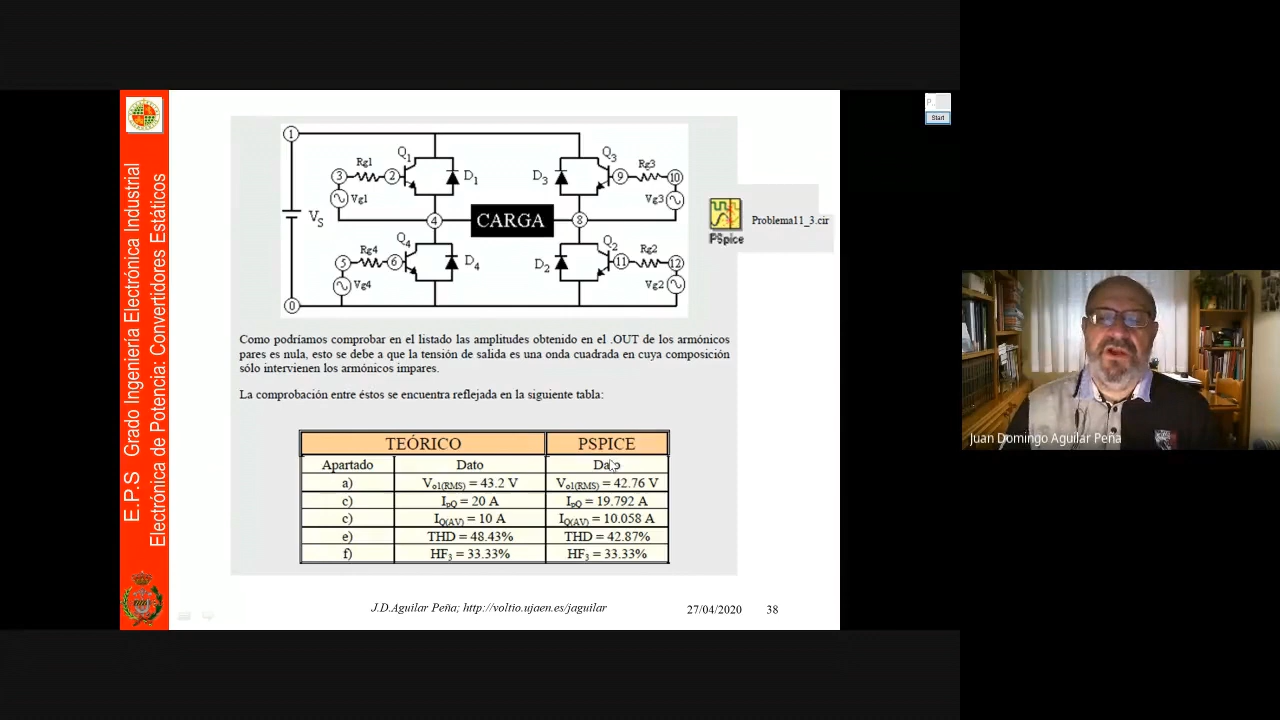 E.P.S Grado Ingeniería Electrónica Industrial
Electrónica de Potencia: Convertidores Estáticos
1
Q1
Q3
Rg1
Rg3
3
2
D1
D3
9
10
Vg1
Vg3
VS
4
CARGA
8
Q4
Q2
Rg4
Rg2
5
6
D4
D2
11
12
Vg4
Vg2
0
PSpice
Problema11_3.cir
P..
Start
Como podríamos comprobar en el listado las amplitudes obtenido en el .OUT de los armónicos
pares es nula, esto se debe a que la tensión de salida es una onda cuadrada en cuya composición
sólo intervienen los armónicos impares.
La comprobación entre éstos se encuentra reflejada en la siguiente tabla:
TEÓRICO PSPICE
Apartado Dato Dato
a) Vo1(RMS) = 43.2 V Vo1(RMS) = 42.76 V
c) IpQ = 20 A IpQ = 19.792 A
c) IQ(AV) = 10 A IQ(AV) = 10.058 A
e) THD = 48.43% THD = 42.87%
f) HF3 = 33.33% HF3 = 33.33%
J.D.Aguilar Peña; http://voltio.ujaen.es/jaguilar 27/04/2020 38
Juan Domingo Aguilar Peña